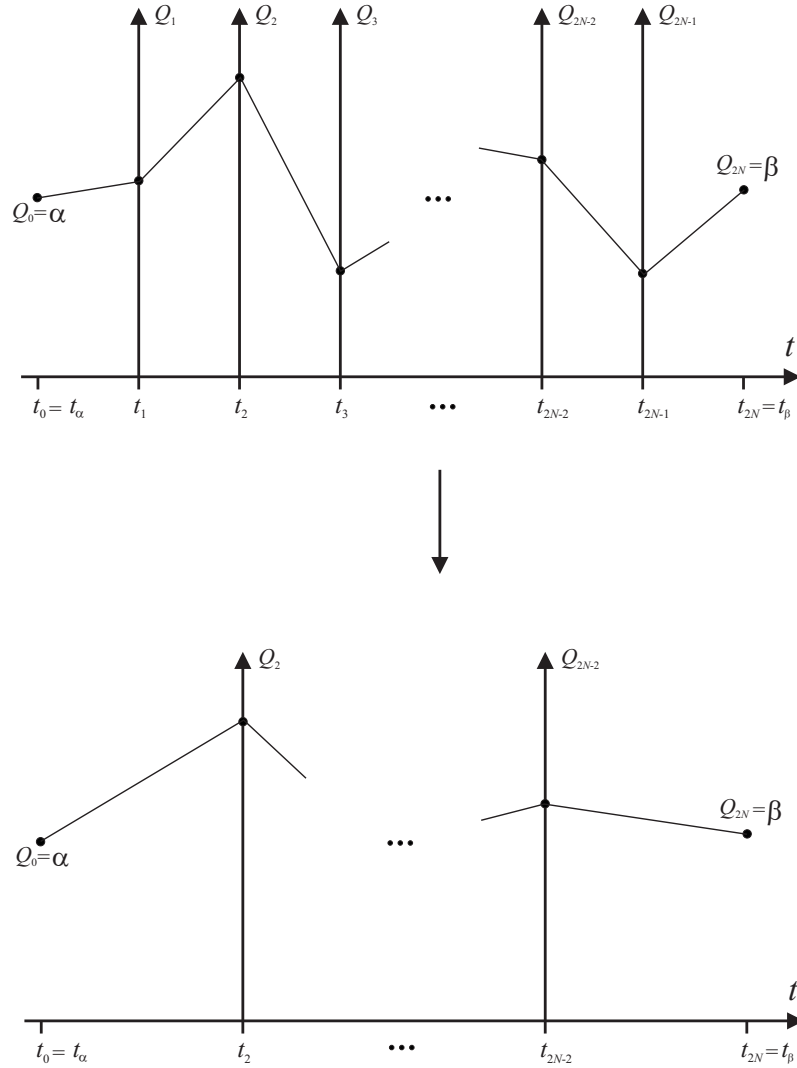 Q₁ Q₂ Q₃ Q₂N₋₂ Q₂N₋₁
Q₂N=β
Q₀=α
•••
t
t₀= tα t₁ t₂ t₃ ••• t₂N₋₂ t₂N₋₁ t₂N= tβ
Q₂ Q₂N₋₂
Q₂N=β
Q₀=α
•••
t
t₀= tα t₂ ••• t₂N₋₂ t₂N= tβ